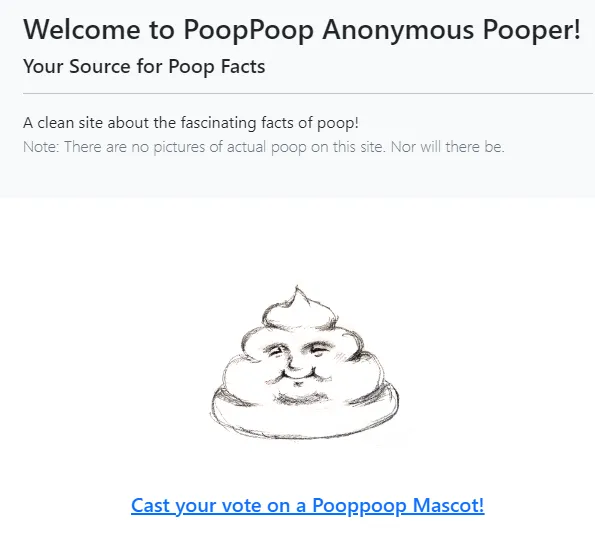 Welcome to PoopPoop Anonymous Pooper!
Your Source for Poop Facts
A clean site about the fascinating facts of poop!
Note: There are no pictures of actual poop on this site. Nor will there be.
Cast your vote on a Pooppoop Mascot!